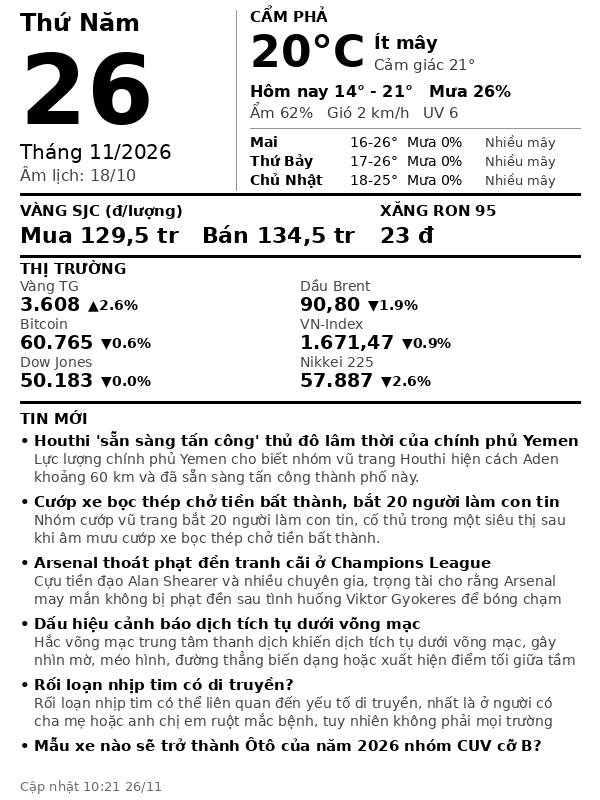 Thứ Năm
26
Tháng 11/2026
Âm lịch: 18/10
CẨM PHẢ
20°C Ít mây
Cảm giác 21°
Hôm nay 14° - 21° Mưa 26%
Ẩm 62% Gió 2 km/h UV 6
Mai 16-26° Mưa 0% Nhiều mây
Thứ Bảy 17-26° Mưa 0% Nhiều mây
Chủ Nhật 18-25° Mưa 0% Nhiều mây
VÀNG SJC (đ/lượng)
Mua 129,5 tr Bán 134,5 tr
XĂNG RON 95
23 đ
THỊ TRƯỜNG
Vàng TG
3.608 ▲2.6%
Dầu Brent
90,80 ▼1.9%
Bitcoin
60.765 ▼0.6%
VN-Index
1.671,47 ▼0.9%
Dow Jones
50.183 ▼0.0%
Nikkei 225
57.887 ▼2.6%
TIN MỚI
• Houthi 'sẵn sàng tấn công' thủ đô lâm thời của chính phủ Yemen
Lực lượng chính phủ Yemen cho biết nhóm vũ trang Houthi hiện cách Aden
khoảng 60 km và đã sẵn sàng tấn công thành phố này.
• Cướp xe bọc thép chở tiền bất thành, bắt 20 người làm con tin
Nhóm cướp vũ trang bắt 20 người làm con tin, cố thủ trong một siêu thị sau
khi âm mưu cướp xe bọc thép chở tiền bất thành.
• Arsenal thoát phạt đền tranh cãi ở Champions League
Cựu tiền đạo Alan Shearer và nhiều chuyên gia, trọng tài cho rằng Arsenal
may mắn không bị phạt đền sau tình huống Viktor Gyokeres để bóng chạm
• Dấu hiệu cảnh báo dịch tích tụ dưới võng mạc
Hắc võng mạc trung tâm thanh dịch khiến dịch tích tụ dưới võng mạc, gây
nhìn mờ, méo hình, đường thẳng biến dạng hoặc xuất hiện điểm tối giữa tầm
• Rối loạn nhịp tim có di truyền?
Rối loạn nhịp tim có thể liên quan đến yếu tố di truyền, nhất là ở người có
cha mẹ hoặc anh chị em ruột mắc bệnh, tuy nhiên không phải mọi trường
• Mẫu xe nào sẽ trở thành Ôtô của năm 2026 nhóm CUV cỡ B?
Cập nhật 10:21 26/11